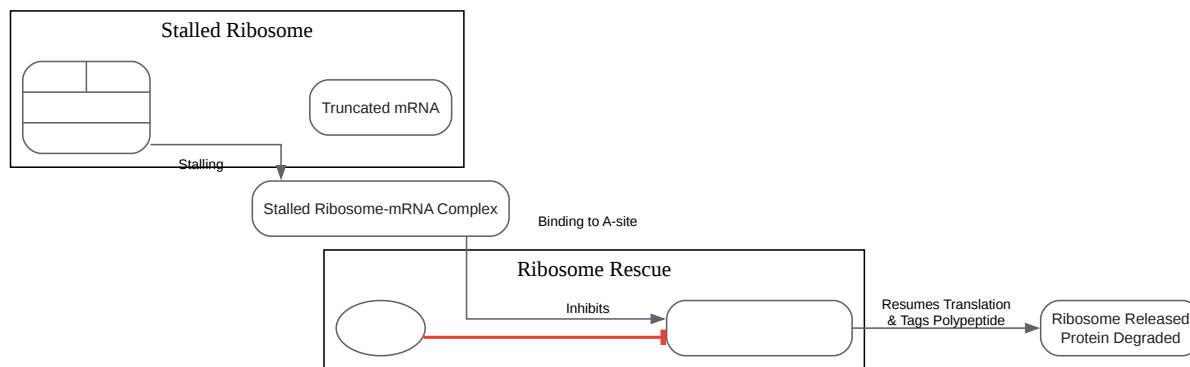 Stalled Ribosome
Truncated mRNA
Stalling
Stalled Ribosome-mRNA Complex
Binding to A-site
Ribosome Rescue
Inhibits
Resumes Translation
& Tags Polypeptide
Ribosome Released
Protein Degraded